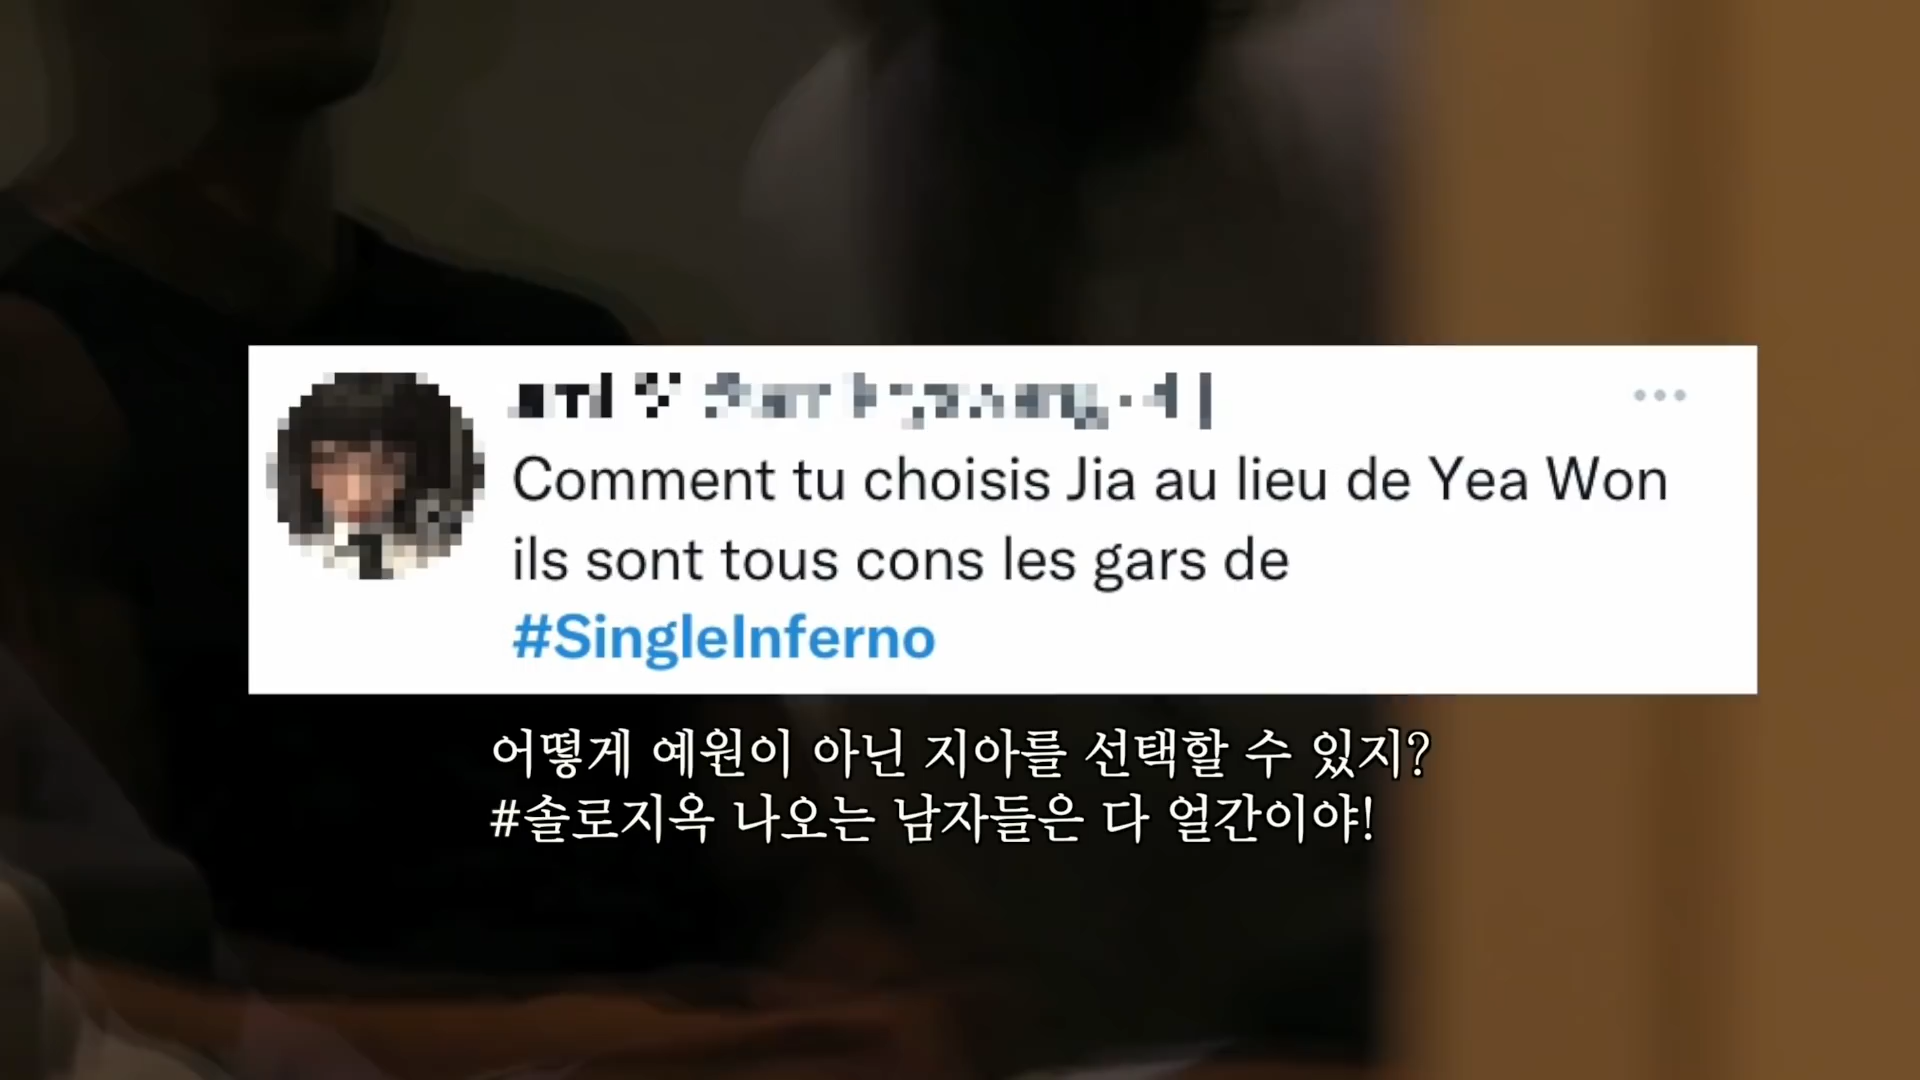 Comment tu choisis Jia au lieu de Yea Won
ils sont tous cons les gars de
#SingleInferno
어떻게 예원이 아닌 지아를 선택할 수 있지?
#솔로지옥 나오는 남자들은 다 얼간이야!